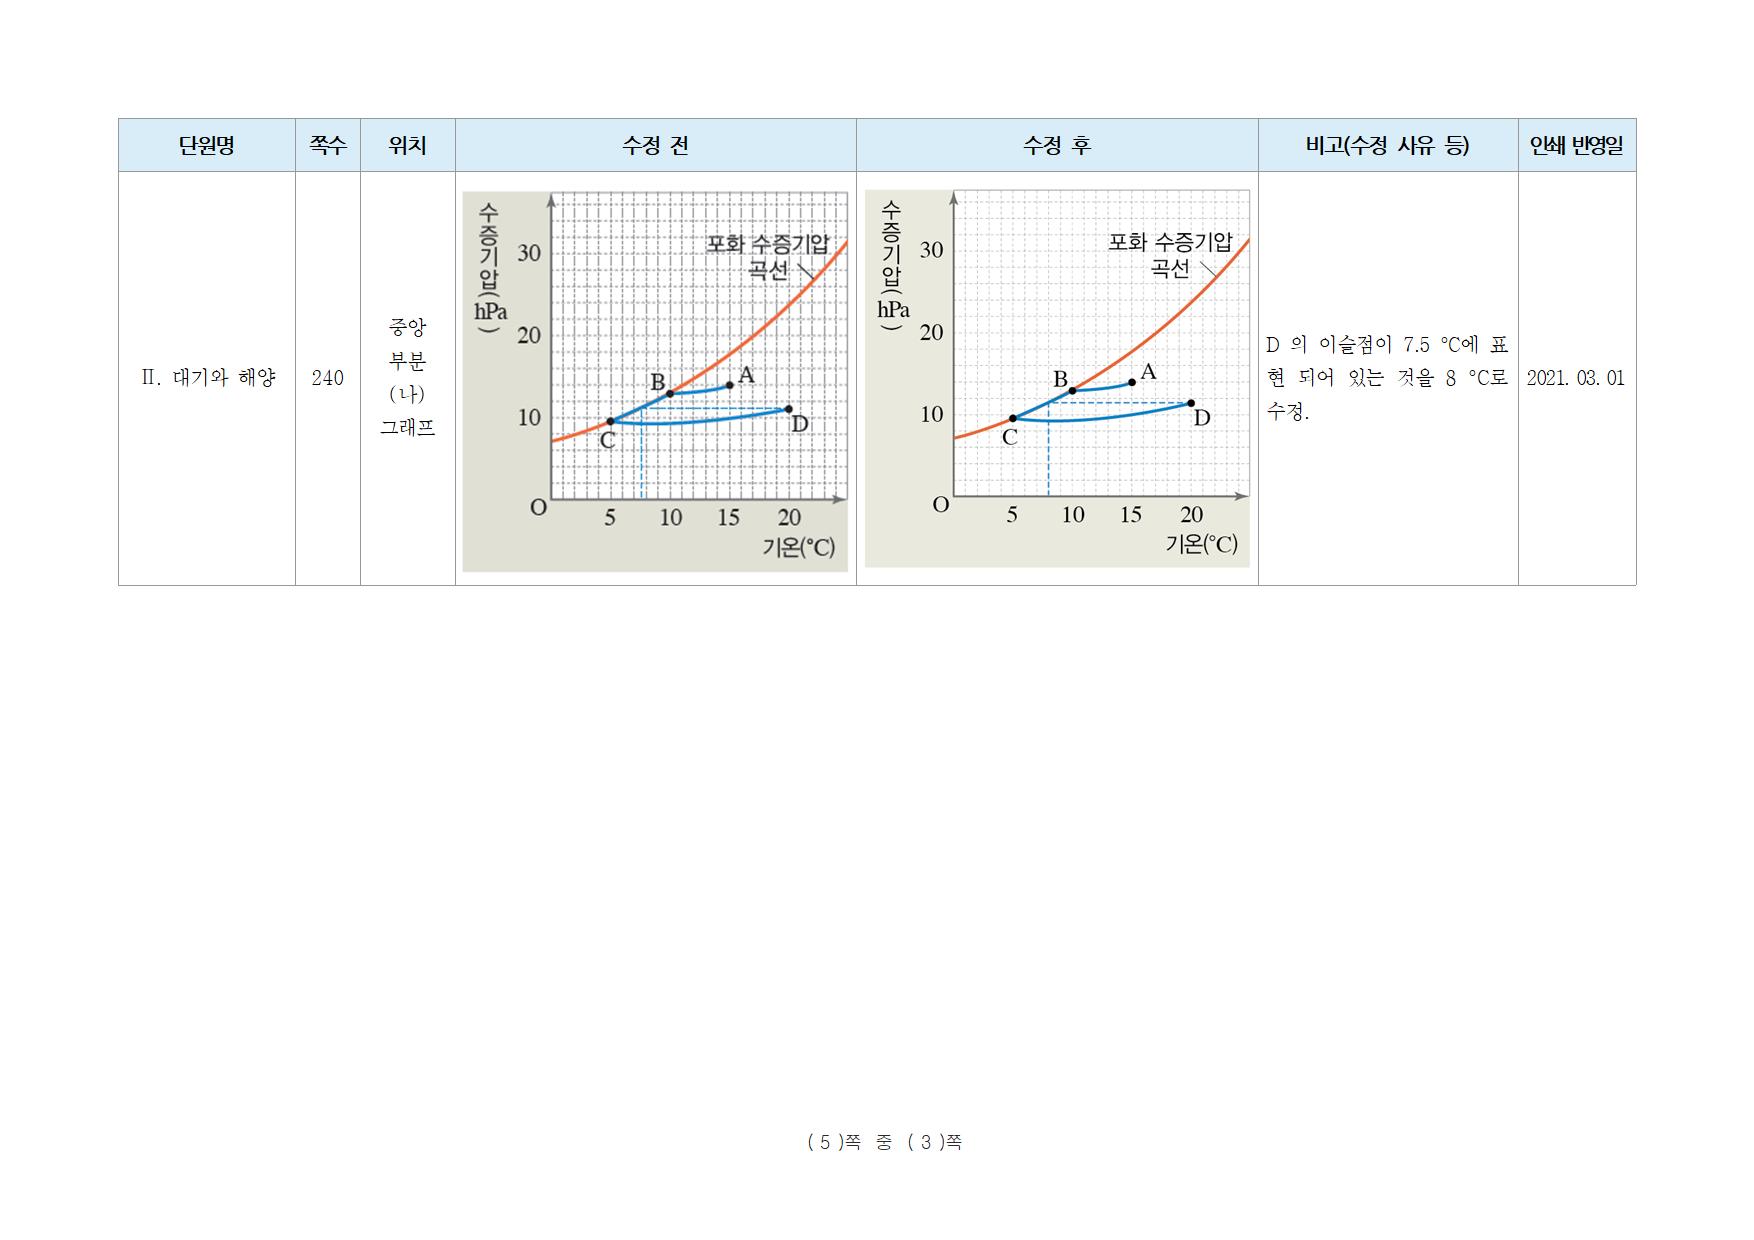 단원명 쪽수 위치 수정 전 수정 후 비고(수정 사유 등) 인쇄 반영일
Ⅱ. 대기와 해양
240
중앙
부분
(나)
그래프
수증기압(hPa)
30
20
10
O
5 10 15 20
기온(℃)
포화 수증기압
곡선
B
A
C
D
수증기압(hPa)
30
20
10
O
5 10 15 20
기온(℃)
포화 수증기압
곡선
B
A
C
D
D 의 이슬점이 7.5 ℃에 표
현 되어 있는 것을 8 ℃로
수정.
2021. 03. 01
( 5 )쪽 중 ( 3 )쪽